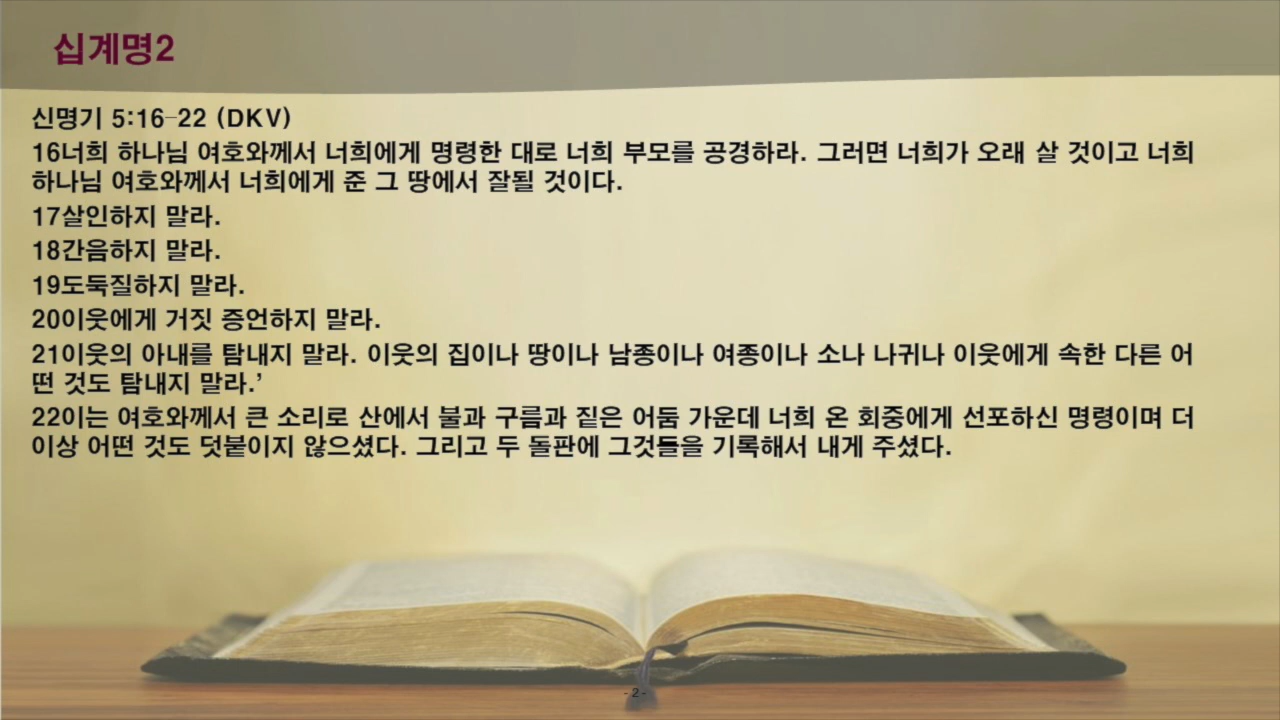 십계명2
신명기 5:16-22 (DKV)
16너희 하나님 여호와께서 너희에게 명령한 대로 너희 부모를 공경하라. 그러면 너희가 오래 살 것이고 너희
하나님 여호와께서 너희에게 준 그 땅에서 잘될 것이다.
17살인하지 말라.
18간음하지 말라.
19도둑질하지 말라.
20이웃에게 거짓 증언하지 말라.
21이웃의 아내를 탐내지 말라. 이웃의 집이나 땅이나 남종이나 여종이나 소나 나귀나 이웃에게 속한 다른 어
떤 것도 탐내지 말라.’
22이는 여호와께서 큰 소리로 산에서 불과 구름과 짙은 어둠 가운데 너희 온 회중에게 선포하신 명령이며 더
이상 어떤 것도 덧붙이지 않으셨다. 그리고 두 돌판에 그것들을 기록해서 내게 주셨다.
- 2 -